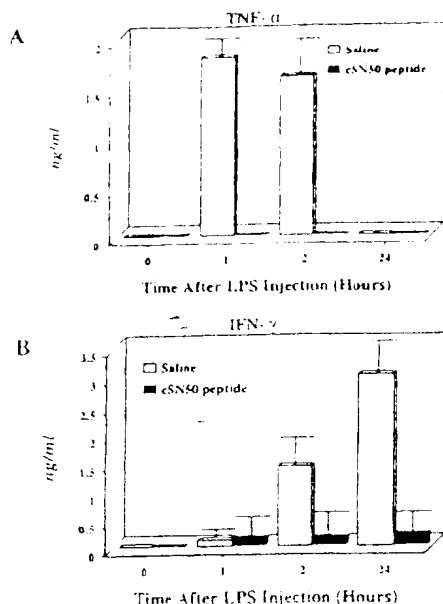 A
TNF-α
2
1.5
1
0.5
0
ng/ml
Saline
cSN50 peptide
0 1 2 24
Time After LPS Injection (Hours)
B
IFN-γ
3.5
3
2.5
2
1.5
1
0.5
0
ng/ml
Saline
cSN50 peptide
0 1 2 24
Time After LPS Injection (Hours)